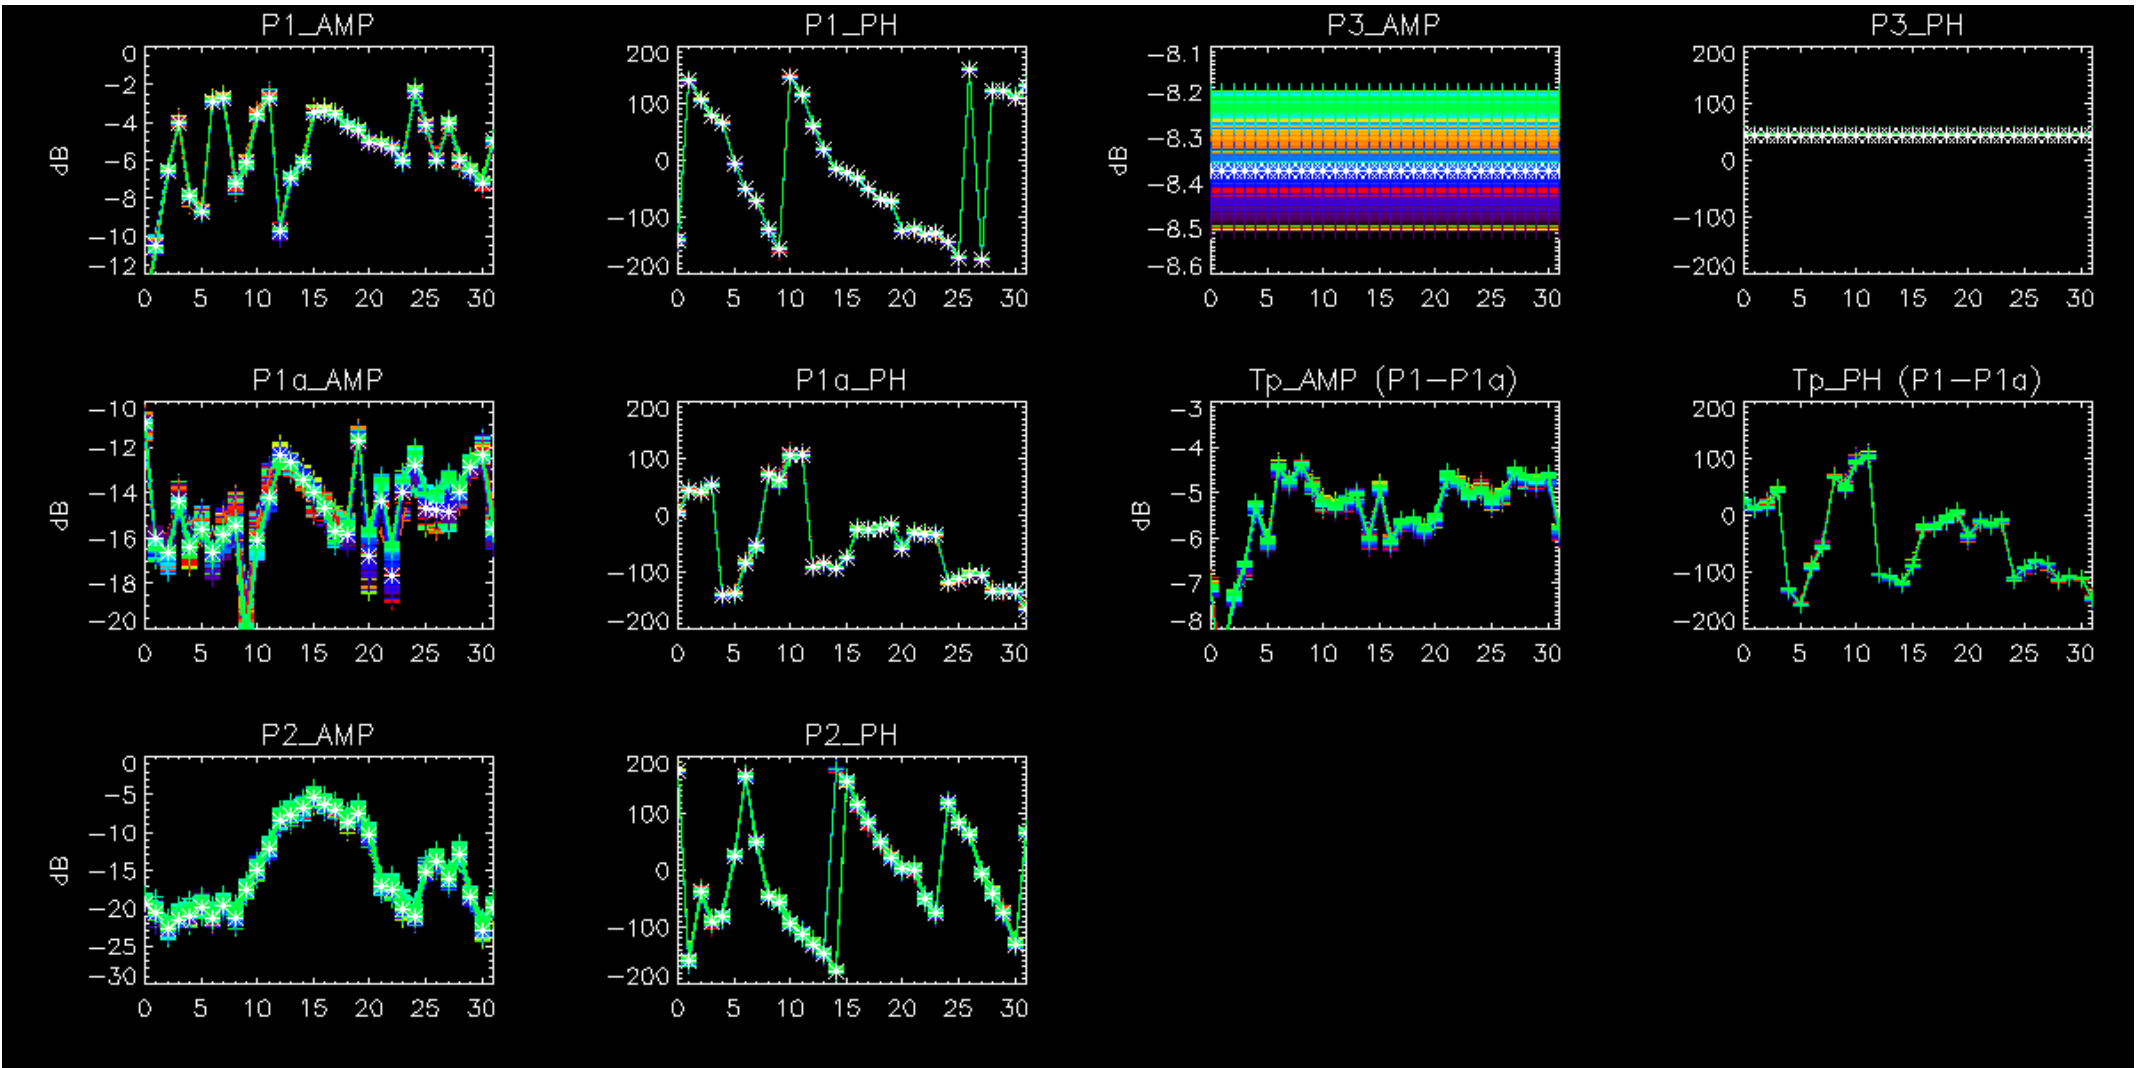 P1_AMP
0
−2
−4
−6
−8
−10
−12
dB
0 5 10 15 20 25 30
P1_PH
200
100
0
−100
−200
0 5 10 15 20 25 30
P3_AMP
−8.1
−8.2
−8.3
−8.4
−8.5
−8.6
dB
0 5 10 15 20 25 30
P3_PH
200
100
0
−100
−200
0 5 10 15 20 25 30
P1a_AMP
−10
−12
−14
−16
−18
−20
dB
0 5 10 15 20 25 30
P1a_PH
200
100
0
−100
−200
0 5 10 15 20 25 30
Tp_AMP (P1−P1a)
−3
−4
−5
−6
−7
−8
dB
0 5 10 15 20 25 30
Tp_PH (P1−P1a)
200
100
0
−100
−200
0 5 10 15 20 25 30
P2_AMP
0
−5
−10
−15
−20
−25
−30
dB
0 5 10 15 20 25 30
P2_PH
200
100
0
−100
−200
0 5 10 15 20 25 30